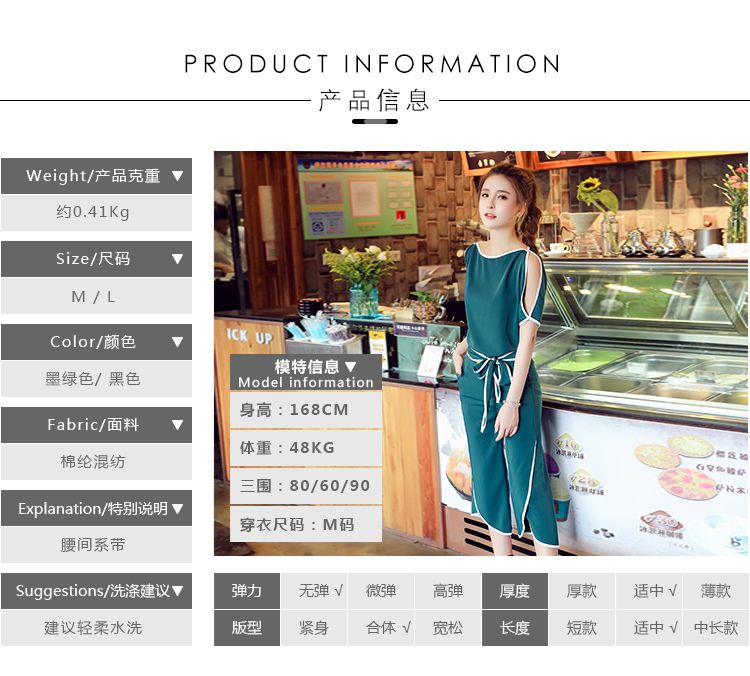 PRODUCT INFORMATION
产品信息
Weight/产品克重 ▼
约0.41Kg
Size/尺码 ▼
M / L
Color/颜色 ▼
墨绿色/ 黑色
Fabric/面料 ▼
棉纶混纺
Explanation/特别说明 ▼
腰间系带
Suggestions/洗涤建议▼
建议轻柔水洗
ICK UP
模特信息 ▼
Model information
身高：168CM
体重：48KG
三围：80/60/90
穿衣尺码：M码
弹力 无弹 √ 微弹 高弹 厚度 厚款 适中 √ 薄款
版型 紧身 合体 √ 宽松 长度 短款 适中 √ 中长款